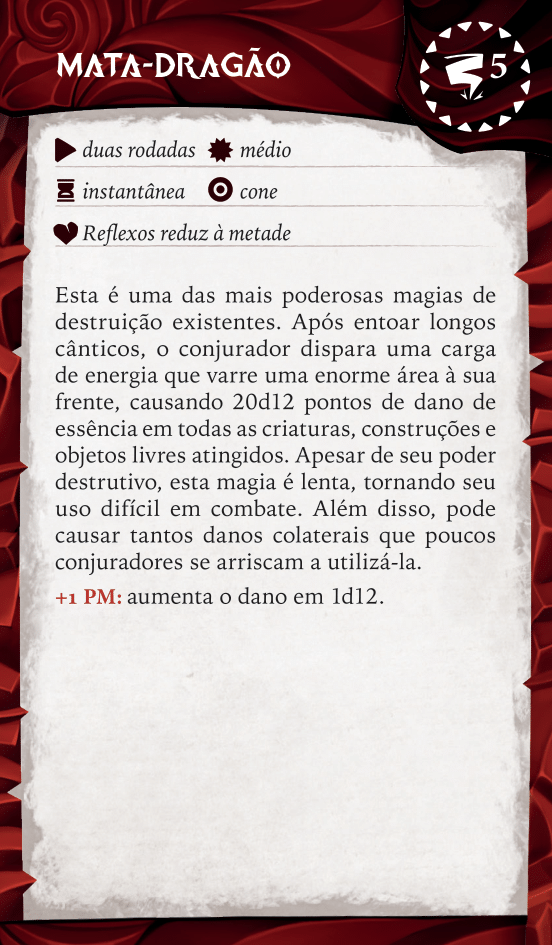 MATA-DRAGÃO
5
duas rodadas médio
instantânea cone
Reflexos reduz à metade
Esta é uma das mais poderosas magias de
destruição existentes. Após entoar longos
cânticos, o conjurador dispara uma carga
de energia que varre uma enorme área à sua
frente, causando 20d12 pontos de dano de
essência em todas as criaturas, construções e
objetos livres atingidos. Apesar de seu poder
destrutivo, esta magia é lenta, tornando seu
uso difícil em combate. Além disso, pode
causar tantos danos colaterais que poucos
conjuradores se arriscam a utilizá-la.
+1 PM: aumenta o dano em 1d12.